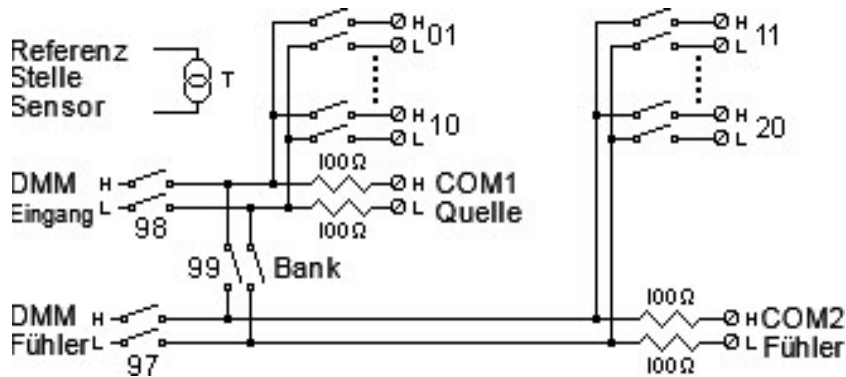 H 01
L
H 10
L
H 11
L
H 20
L
Referenz
Stelle T
Sensor
100Ω
DMM H H COM1
Eingang L L Quelle
98 100Ω
99 Bank
100Ω
DMM H H COM2
Fühler L L Fühler
97 100Ω